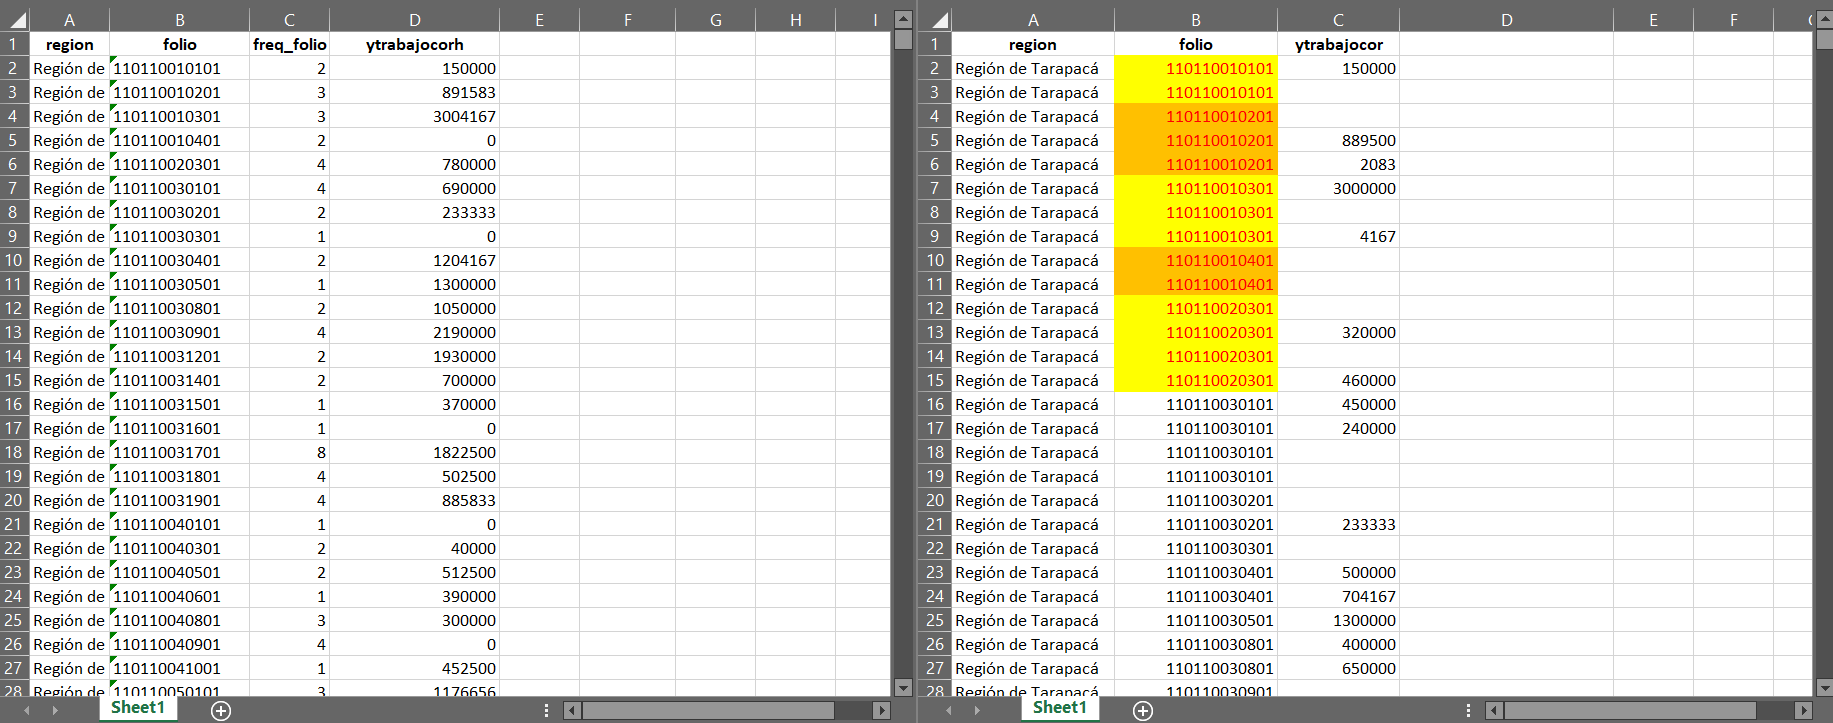 A B C D E F G H I
1 region folio freq_folio ytrabajocorh
2 Región de 110110010101 2 150000
3 Región de 110110010201 3 891583
4 Región de 110110010301 3 3004167
5 Región de 110110010401 2 0
6 Región de 110110020301 4 780000
7 Región de 110110030101 4 690000
8 Región de 110110030201 2 233333
9 Región de 110110030301 1 0
10 Región de 110110030401 2 1204167
11 Región de 110110030501 1 1300000
12 Región de 110110030801 2 1050000
13 Región de 110110030901 4 2190000
14 Región de 110110031201 2 1930000
15 Región de 110110031401 2 700000
16 Región de 110110031501 1 370000
17 Región de 110110031601 1 0
18 Región de 110110031701 8 1822500
19 Región de 110110031801 4 502500
20 Región de 110110031901 4 885833
21 Región de 110110040101 1 0
22 Región de 110110040301 2 40000
23 Región de 110110040501 2 512500
24 Región de 110110040601 1 390000
25 Región de 110110040801 3 300000
26 Región de 110110040901 4 0
27 Región de 110110041001 1 452500
28 Región de 110110050101 3 1176656
Sheet1
A B C D E F
1 region folio ytrabajocor
2 Región de Tarapacá 110110010101 150000
3 Región de Tarapacá 110110010101
4 Región de Tarapacá 110110010201
5 Región de Tarapacá 110110010201 889500
6 Región de Tarapacá 110110010201 2083
7 Región de Tarapacá 110110010301 3000000
8 Región de Tarapacá 110110010301
9 Región de Tarapacá 110110010301 4167
10 Región de Tarapacá 110110010401
11 Región de Tarapacá 110110010401
12 Región de Tarapacá 110110020301
13 Región de Tarapacá 110110020301 320000
14 Región de Tarapacá 110110020301
15 Región de Tarapacá 110110020301 460000
16 Región de Tarapacá 110110030101 450000
17 Región de Tarapacá 110110030101 240000
18 Región de Tarapacá 110110030101
19 Región de Tarapacá 110110030101
20 Región de Tarapacá 110110030201
21 Región de Tarapacá 110110030201 233333
22 Región de Tarapacá 110110030301
23 Región de Tarapacá 110110030401 500000
24 Región de Tarapacá 110110030401 704167
25 Región de Tarapacá 110110030501 1300000
26 Región de Tarapacá 110110030801 400000
27 Región de Tarapacá 110110030801 650000
28 Región de Tarapacá 110110030901
Sheet1